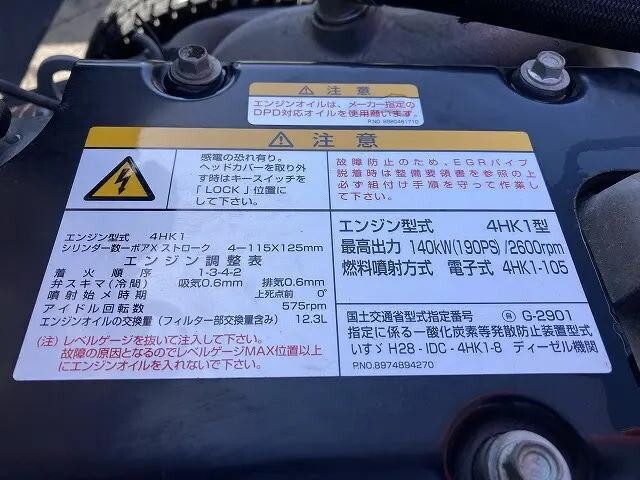 ⚠ 注意
エンジンオイルは、メーカー指定の
DPD対応オイルを使用願います。
P.NO. 8980461710
⚠ 注意
感電の恐れ有り。
ヘッドカバーを取り外
す時はキースイッチを
「LOCK」位置に
して下さい。
故障防止のため、EGRパイプ
脱着時は整備要領書を参照の上
必ず組付け手順を守って作業し
て下さい。
エンジン型式 4HK1
シリンダー数ーボアX ストローク 4－115X125mm
エンジン調整表
着火順序 1-3-4-2
弁スキマ(冷間) 吸気0.6mm 排気0.6mm
噴射始メ時期 上死点前 0°
アイドル回転数 575rpm
エンジンオイルの交換量 (フィルター部交換量含み) 12.3L
(注) レベルゲージを抜いて注入して下さい。
故障の原因となるのでレベルゲージMAX位置以上
にエンジンオイルを入れないで下さい。
エンジン型式 4HK1型
最高出力 140kW(190PS)/2600rpm
燃料噴射方式 電子式 4HK1-105
国土交通省型式指定番号 G-2901
指定に係る一酸化炭素等発散防止装置型式
いすゞ H28-IDC-4HK1-8 ディーゼル機関
P.NO.8974894270